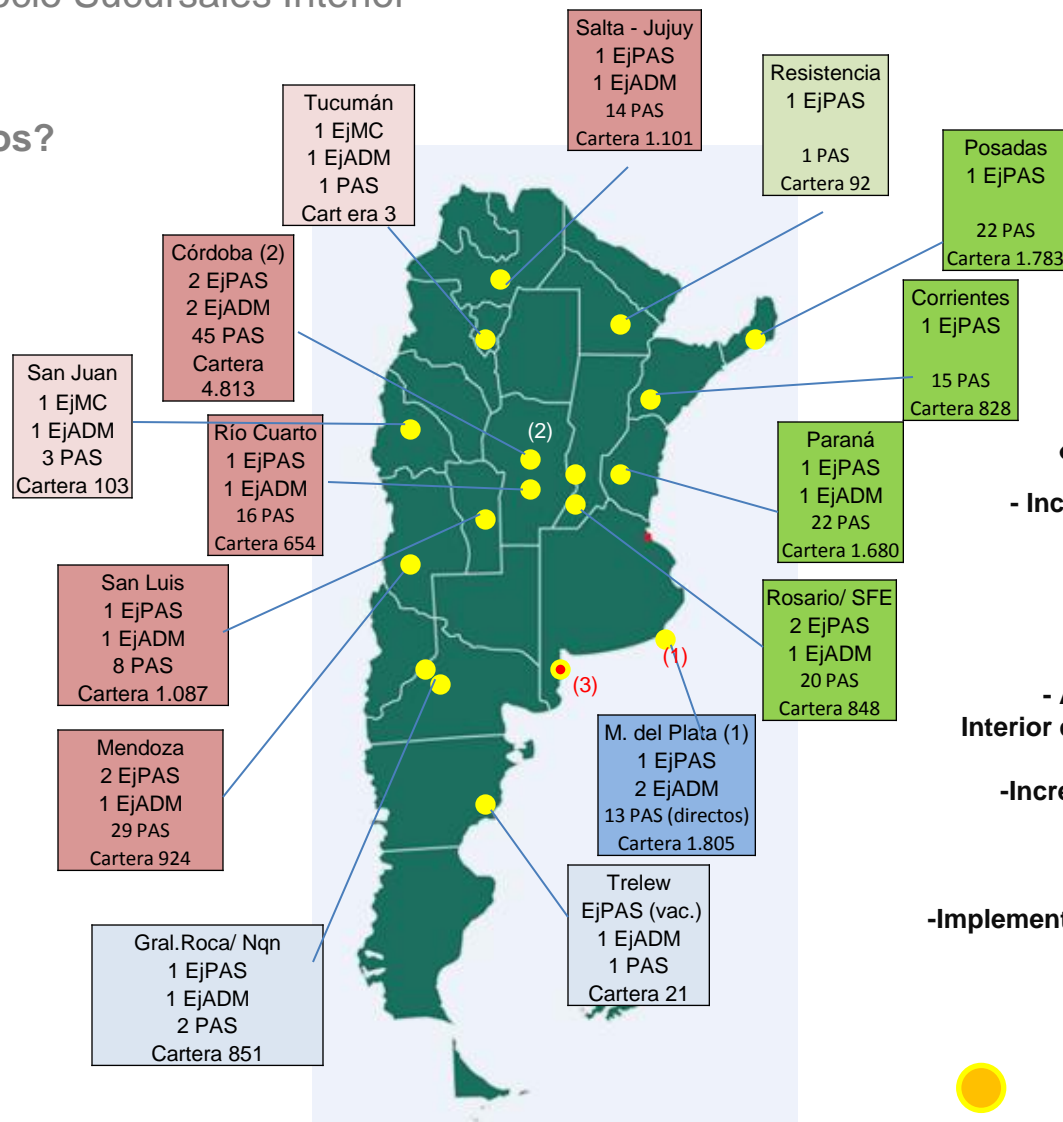 ocio Sucursales Interior
os?
Salta - Jujuy
1 EjPAS
1 EjADM
14 PAS
Cartera 1.101
Resistencia
1 EjPAS
1 PAS
Cartera 92
Tucumán
1 EjMC
1 EjADM
1 PAS
Cart era 3
Posadas
1 EjPAS
22 PAS
Cartera 1.783
Córdoba (2)
2 EjPAS
2 EjADM
45 PAS
Cartera
4.813
Corrientes
1 EjPAS
15 PAS
Cartera 828
San Juan
1 EjMC
1 EjADM
3 PAS
Cartera 103
Río Cuarto
1 EjPAS
1 EjADM
16 PAS
Cartera 654
(2)
Paraná
1 EjPAS
1 EjADM
22 PAS
Cartera 1.680
- Inc
San Luis
1 EjPAS
1 EjADM
8 PAS
Cartera 1.087
Rosario/ SFE
2 EjPAS
1 EjADM
20 PAS
Cartera 848
(1)
(3)
- A
Interior
Mendoza
2 EjPAS
1 EjADM
29 PAS
Cartera 924
M. del Plata (1)
1 EjPAS
2 EjADM
13 PAS (directos)
Cartera 1.805
-Incre
Trelew
EjPAS (vac.)
1 EjADM
1 PAS
Cartera 21
-Implement
Gral.Roca/ Nqn
1 EjPAS
1 EjADM
2 PAS
Cartera 851